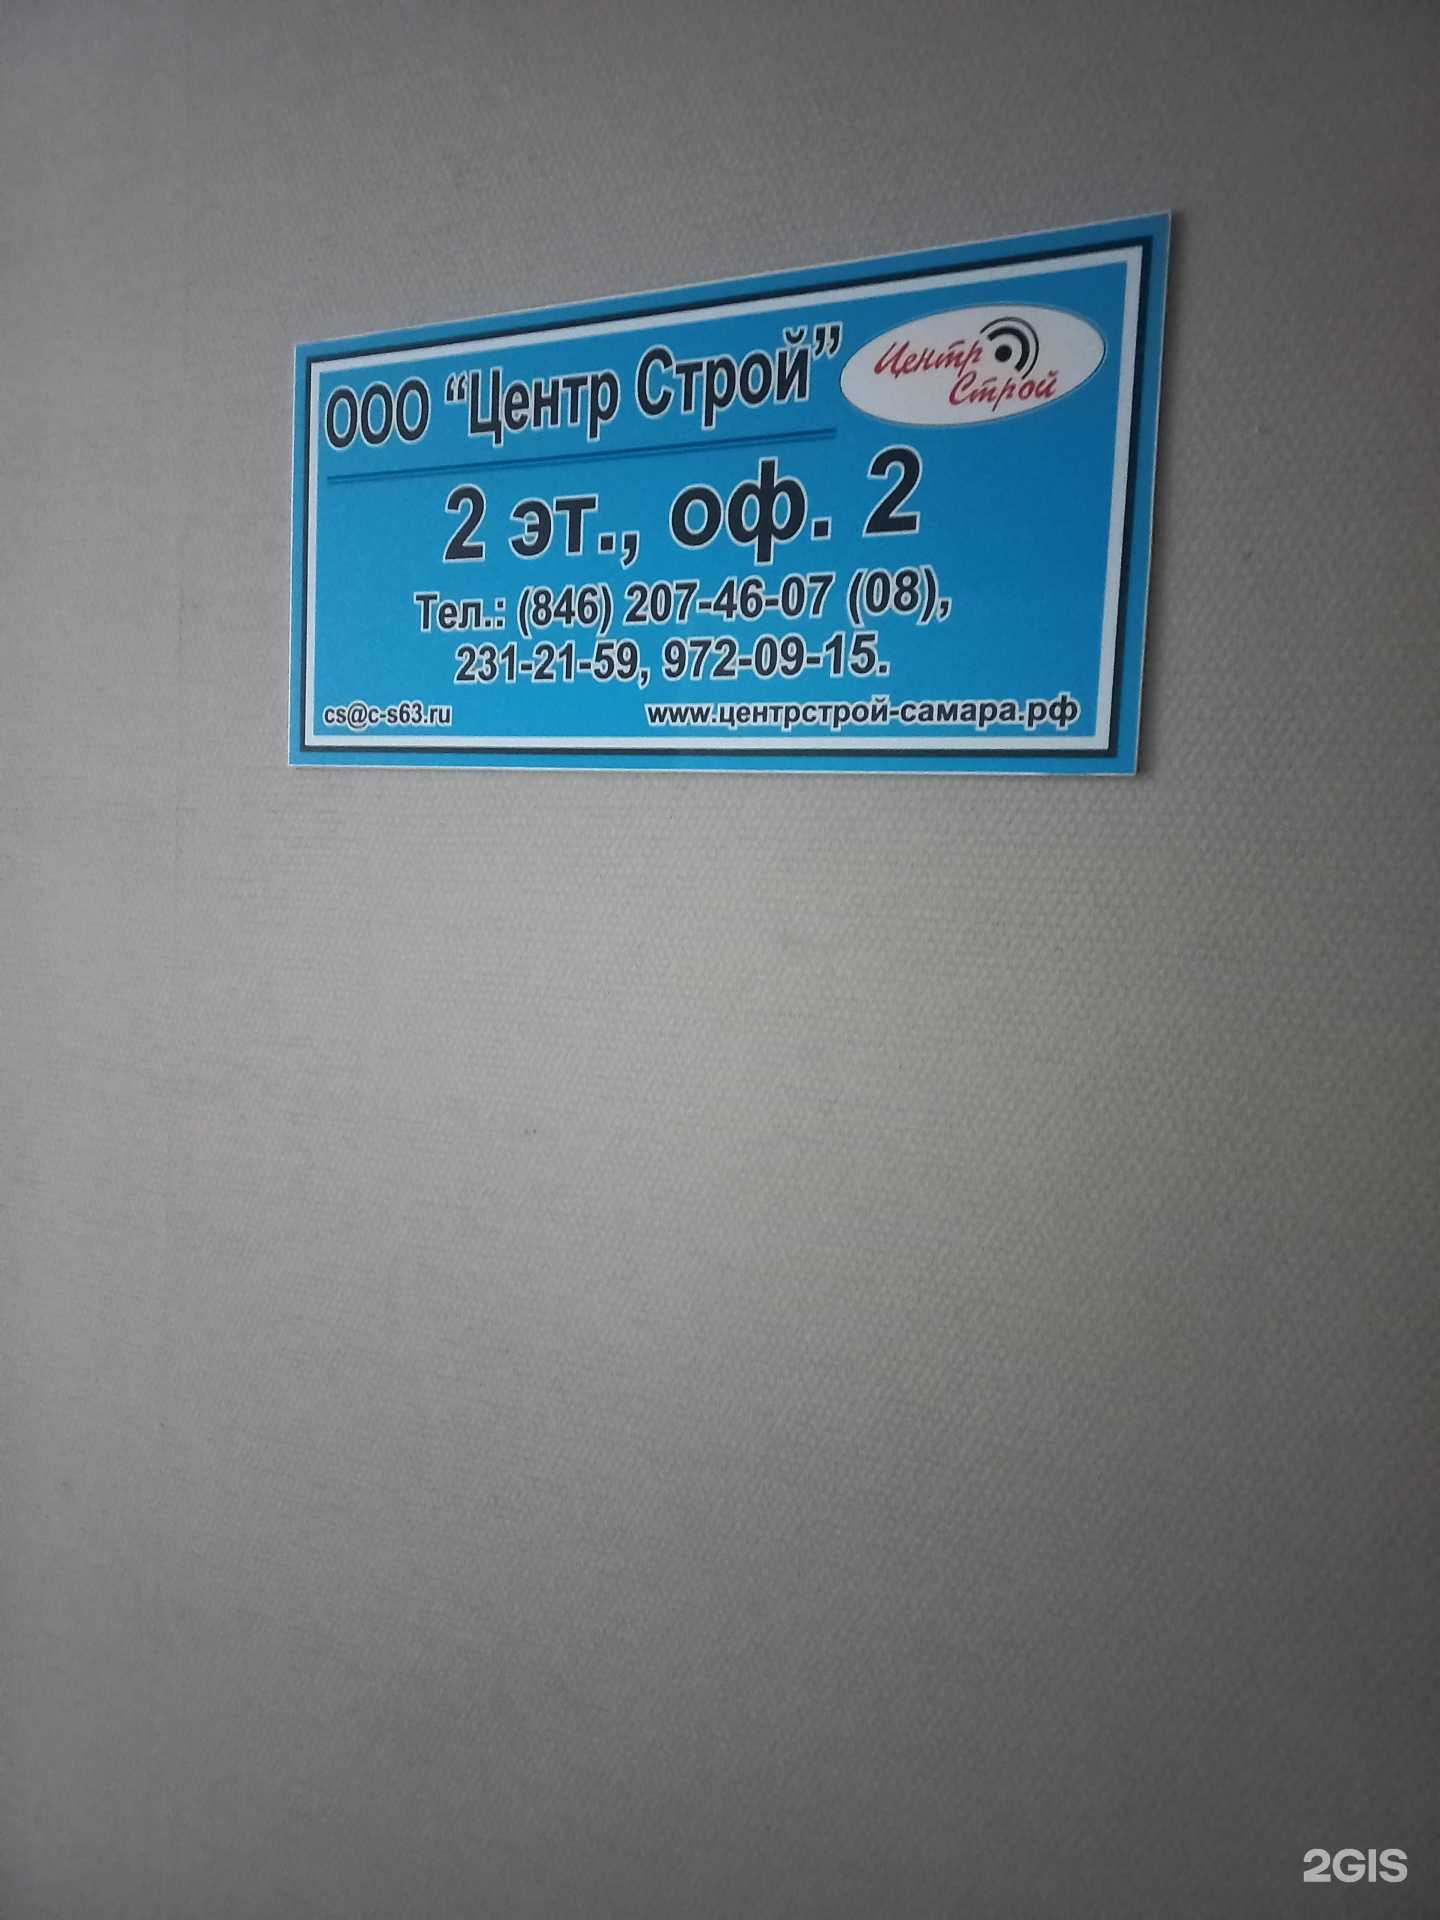 ООО “Центр Строй”
Центр
Строй
2 эт., оф. 2
Тел.: (846) 207-46-07 (08),
231-21-59, 972-09-15.
cs@c-s63.ru www.центрстрой-самара.рф
2GIS